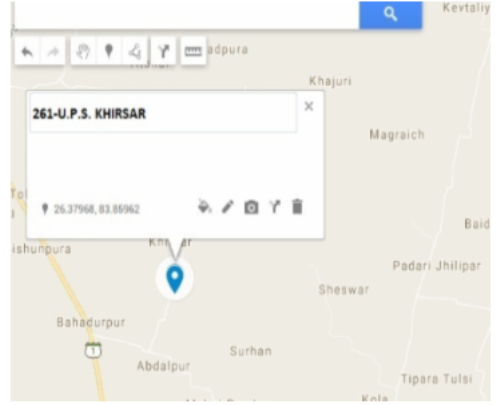 Kevtaliy
adpura
Khajuri
261-U.P.S. KHIRSAR
Magraich
26.37968, 83.86962
Baid
ishunpura
Padari Jhilipar
Sheswar
Bahadurpur
1
Surhan
Abdalpur
Tipara Tulsi
Kola